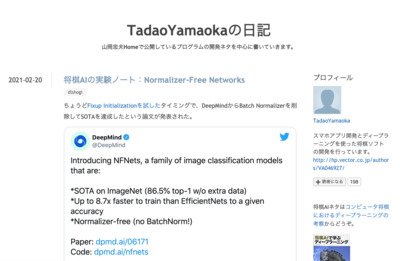 TadaoYamaokaの日記
山岡忠夫Homeで公開しているプログラムの開発ネタを中心に書いていきます。
2021-02-20
将棋AIの実験ノート：Normalizer-Free Networks
dlshogi
ちょうどFixup Initializationを試したタイミングで、DeepMindからBatch Normalizerを削
除してSOTAを達成したという論文が発表された。
DeepMind
@DeepMind
Introducing NFNets, a family of image classification models
that are:
*SOTA on ImageNet (86.5% top-1 w/o extra data)
*Up to 8.7x faster to train than EfficientNets to a given
accuracy
*Normalizer-free (no BatchNorm!)
Paper: dpmd.ai/06171
Code: dpmd.ai/nfnets
プロフィール
TadaoYamaoka
スマホアプリ開発とディープラ
ーニングを使った将棋ソフト
の開発を行っています。
http://hp.vector.co.jp/author
s/VA046927/
読者になる 198
将棋AIネタはコンピュータ将棋
におけるディープラーニングの
考察からどうぞ。
将棋AIで学ぶ
ディープラーニング